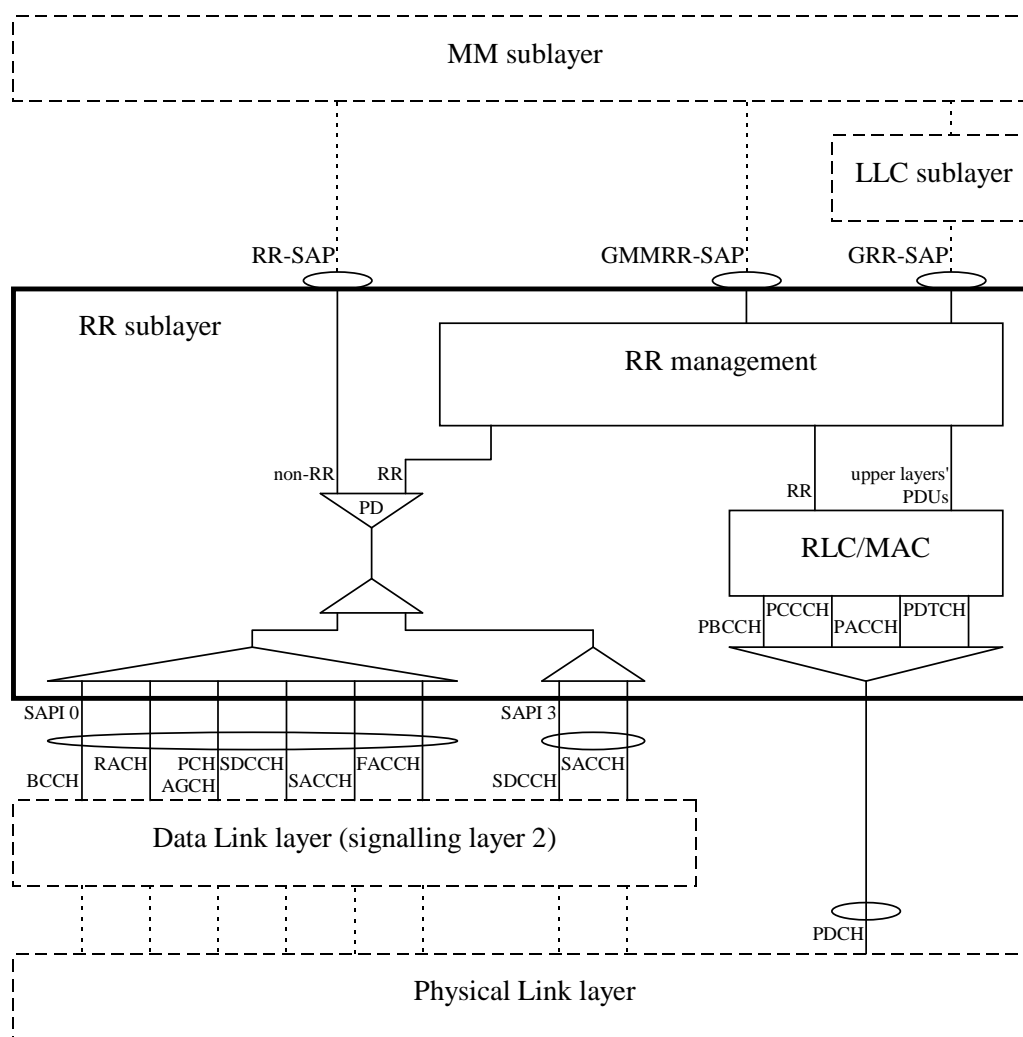 MM sublayer
LLC sublayer
RR-SAP
GMMRR-SAP
GRR-SAP
RR sublayer
RR management
non-RR
RR
PD
RR
upper layers'
PDUs
RLC/MAC
PBCCH
PCCCH
PACCH
PDTCH
SAPI 0
SAPI 3
BCCH
RACH
PCH
AGCH
SDCCH
SACCH
FACCH
SDCCH
SACCH
Data Link layer (signalling layer 2)
PDCH
Physical Link layer